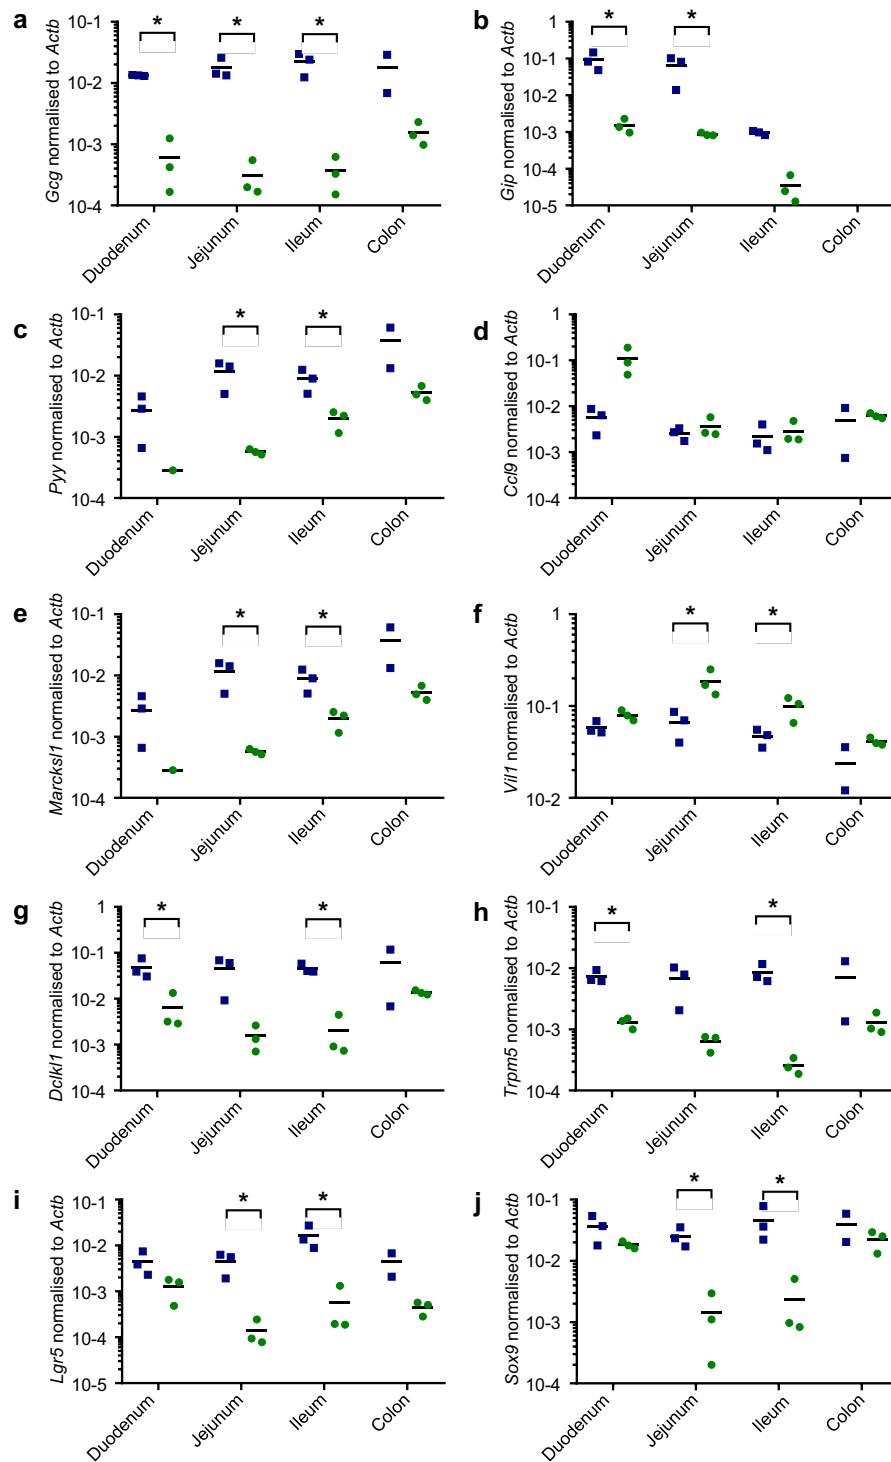 a
*
*
*
10-1
10-2
10-3
10-4
Gcg normalised to Actb
Duodenum
Jejunum
Ileum
Colon
b
*
*
1
10-1
10-2
10-3
10-4
10-5
Gip normalised to Actb
Duodenum
Jejunum
Ileum
Colon
c
*
*
10-1
10-2
10-3
10-4
Pyy normalised to Actb
Duodenum
Jejunum
Ileum
Colon
d
1
10-1
10-2
10-3
10-4
Ccl9 normalised to Actb
Duodenum
Jejunum
Ileum
Colon
e
*
*
10-1
10-2
10-3
10-4
Marcksl1 normalised to Actb
Duodenum
Jejunum
Ileum
Colon
f
*
*
1
10-1
10-2
Vil1 normalised to Actb
Duodenum
Jejunum
Ileum
Colon
g
*
*
1
10-1
10-2
10-3
10-4
Dclkl1 normalised to Actb
Duodenum
Jejunum
Ileum
Colon
h
*
*
10-1
10-2
10-3
10-4
Trpm5 normalised to Actb
Duodenum
Jejunum
Ileum
Colon
i
*
*
10-1
10-2
10-3
10-4
10-5
Lgr5 normalised to Actb
Duodenum
Jejunum
Ileum
Colon
j
*
*
10-1
10-2
10-3
10-4
Sox9 normalised to Actb
Duodenum
Jejunum
Ileum
Colon